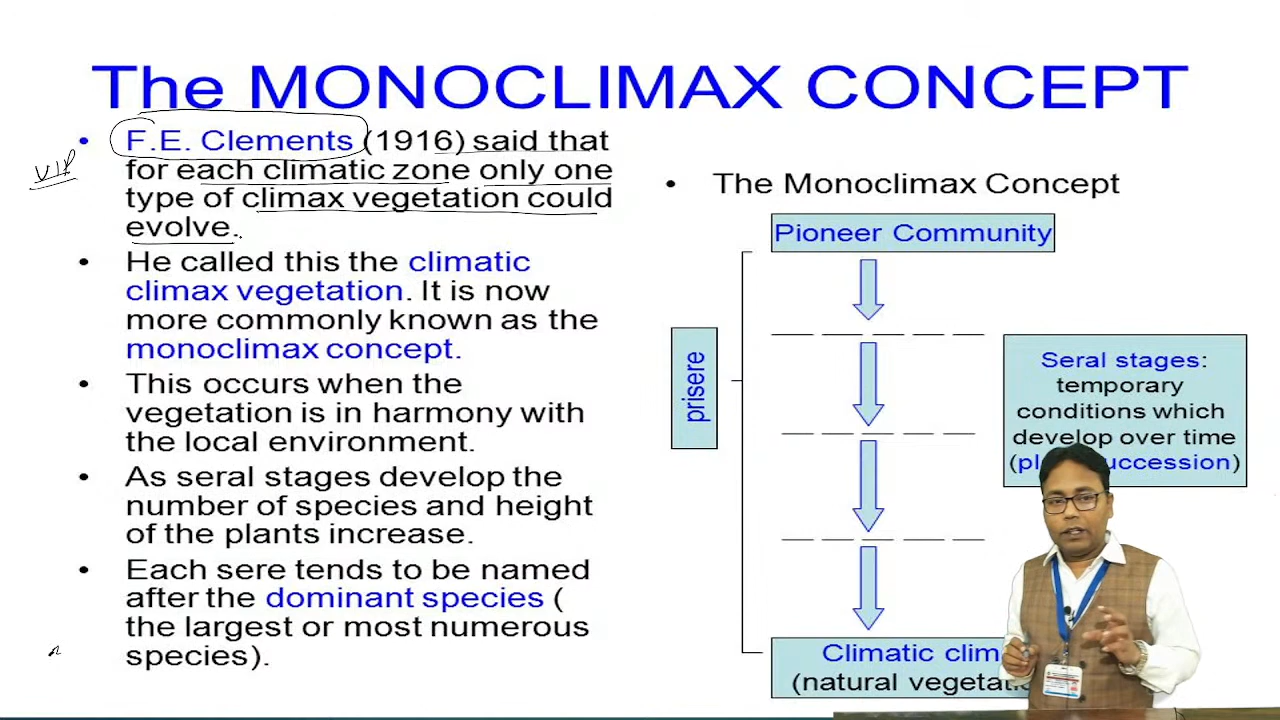 The MONOCLIMAX CONCEPT
• F.E. Clements (1916) said that
for each climatic zone only one
type of climax vegetation could
evolve.
VIP
• He called this the climatic
climax vegetation. It is now
more commonly known as the
monoclimax concept.
• This occurs when the
vegetation is in harmony with
the local environment.
• As seral stages develop the
number of species and height
of the plants increase.
• Each sere tends to be named
after the dominant species (
the largest or most numerous
species).
• The Monoclimax Concept
Pioneer Community
prisere
Seral stages:
temporary
conditions which
develop over time
(pl uccession)
Climatic clim
(natural vegetati